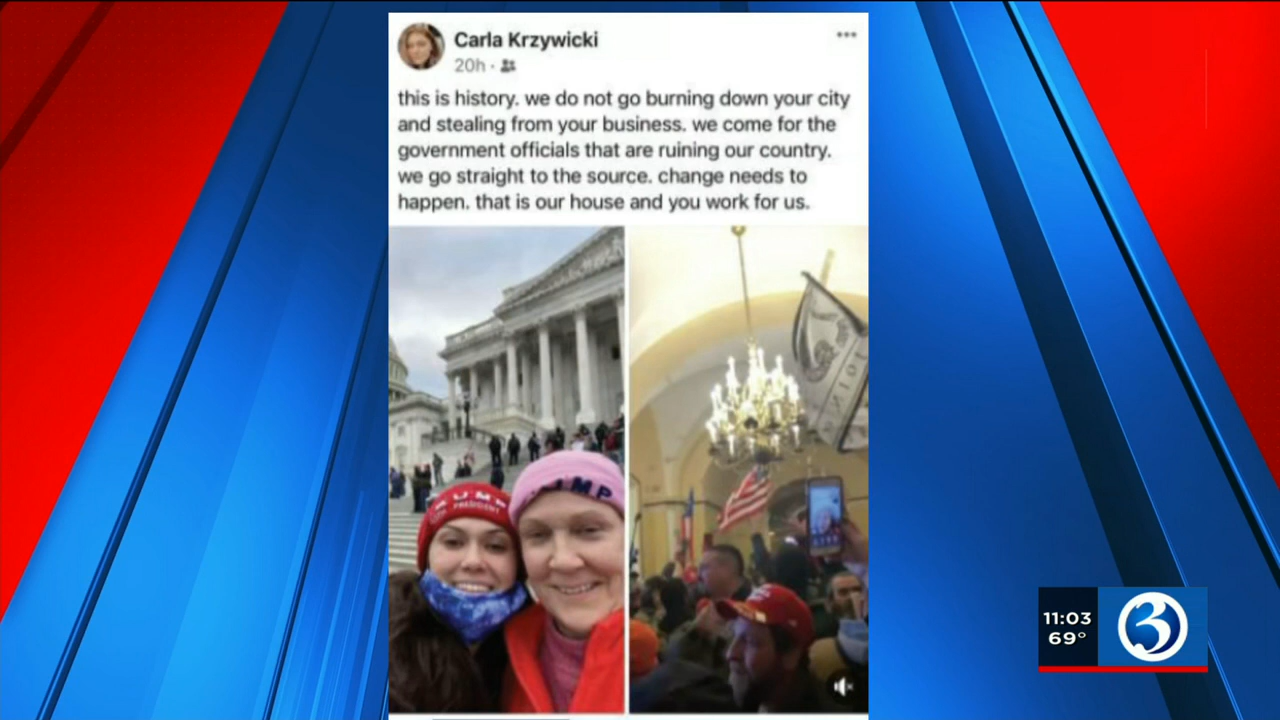 Carla Krzywicki
20h
this is history. we do not go burning down your city
and stealing from your business. we come for the
government officials that are ruining our country.
we go straight to the source. change needs to
happen. that is our house and you work for us.
TRUMP
PRESIDENT
11:03
69°
3